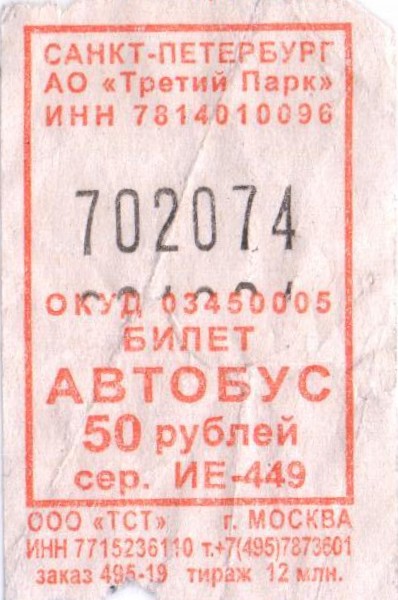 САНКТ-ПЕТЕРБУРГ
АО «Третий Парк»
ИНН 7814010096
702074
ОКУД 03450005
БИЛЕТ
АВТОБУС
50 рублей
сер. ИЕ-449
ООО «ТСТ» г. МОСКВА
ИНН 7715236110 т.+7(495)7873601
заказ 495-19 тираж 12 млн.